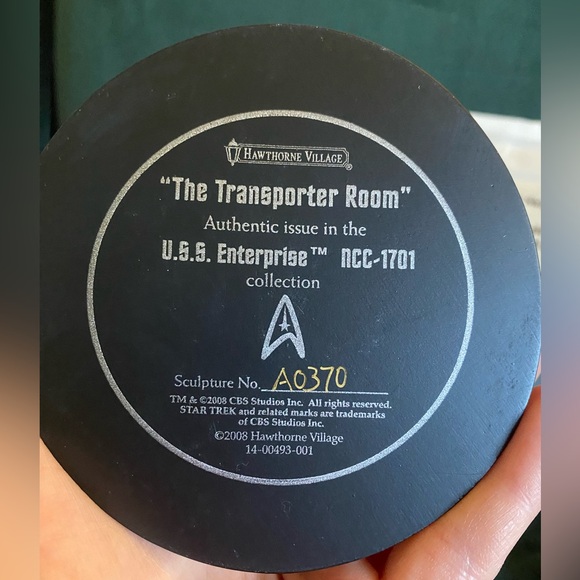 HAWTHORNE VILLAGE®
"The Transporter Room"
Authentic issue in the
U.S.S. Enterprise™ NCC-1701
collection
Sculpture No. A0370
TM & ©2008 CBS Studios Inc. All rights reserved.
STAR TREK and related marks are trademarks
of CBS Studios Inc.
©2008 Hawthorne Village
14-00493-001